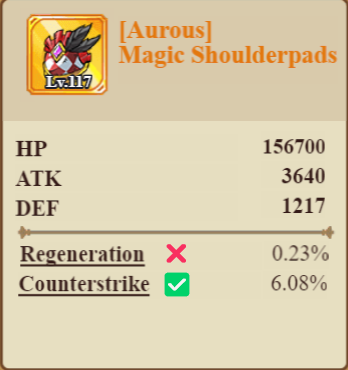 [Aurous]
Magic Shoulderpads
Lv.117
HP 156700
ATK 3640
DEF 1217
Regeneration ❌ 0.23%
Counterstrike ✅ 6.08%